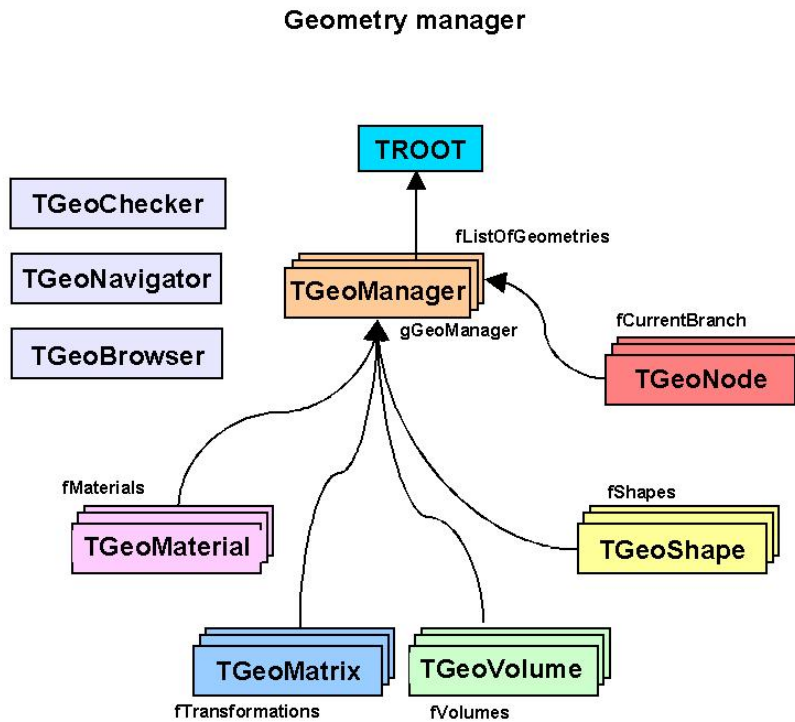 Geometry manager
TROOT
TGeoChecker
fListOfGeometries
TGeoNavigator
TGeoManager
gGeoManager
fCurrentBranch
TGeoBrowser
TGeoNode
fMaterials
fShapes
TGeoMaterial
TGeoShape
TGeoMatrix
TGeoVolume
fTransformations
fVolumes